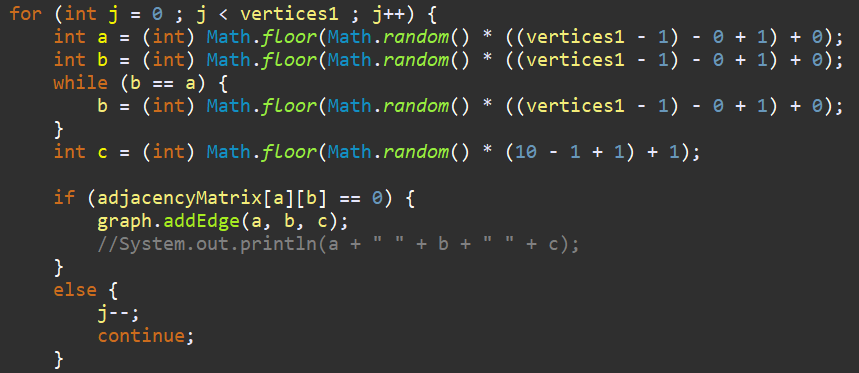 for (int j = 0 ; j < vertices1 ; j++) {
    int a = (int) Math.floor(Math.random() * ((vertices1 - 1) - 0 + 1) + 0);
    int b = (int) Math.floor(Math.random() * ((vertices1 - 1) - 0 + 1) + 0);
    while (b == a) {
        b = (int) Math.floor(Math.random() * ((vertices1 - 1) - 0 + 1) + 0);
    }
    int c = (int) Math.floor(Math.random() * (10 - 1 + 1) + 1);

    if (adjacencyMatrix[a][b] == 0) {
        graph.addEdge(a, b, c);
        //System.out.println(a + " " + b + " " + c);
    }
    else {
        j--;
        continue;
    }